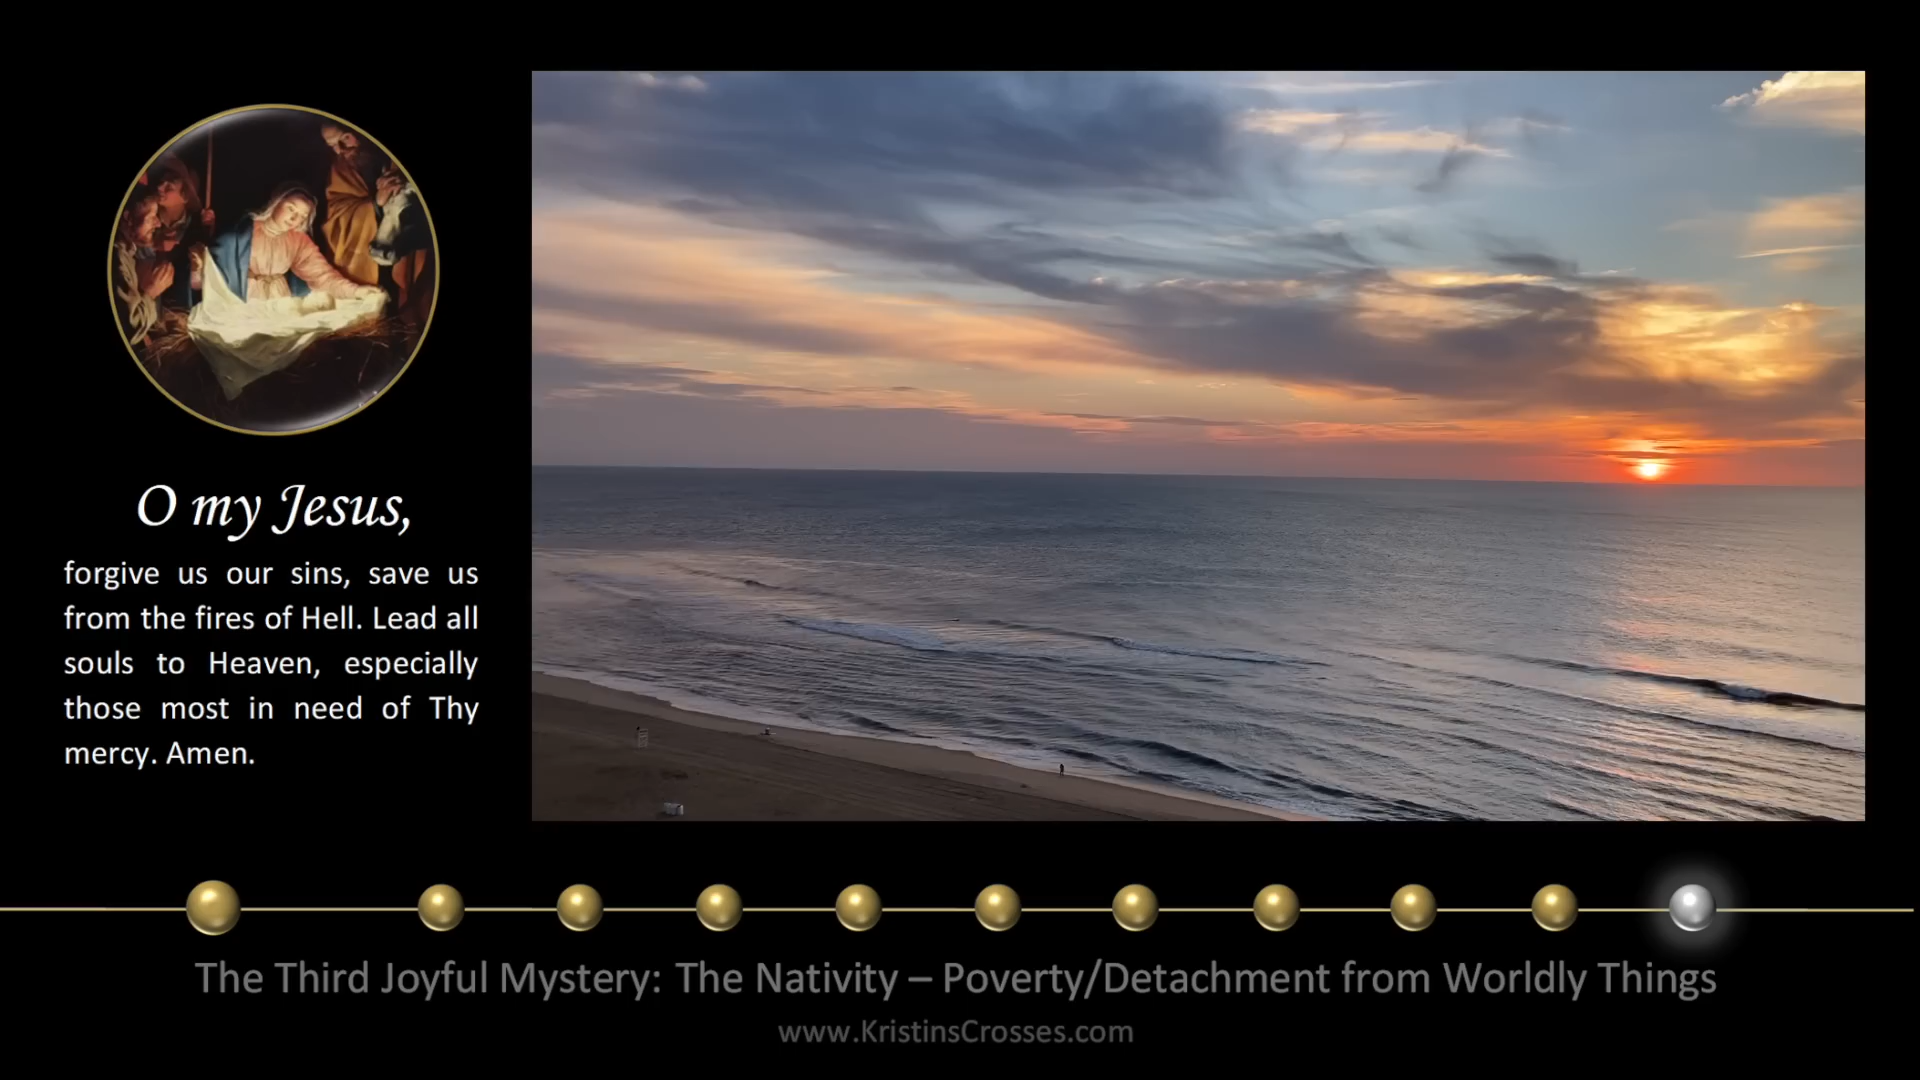 O my Jesus,
forgive us our sins, save us
from the fires of Hell. Lead all
souls to Heaven, especially
those most in need of Thy
mercy. Amen.
The Third Joyful Mystery: The Nativity – Poverty/Detachment from Worldly Things
www.KristinsCrosses.com